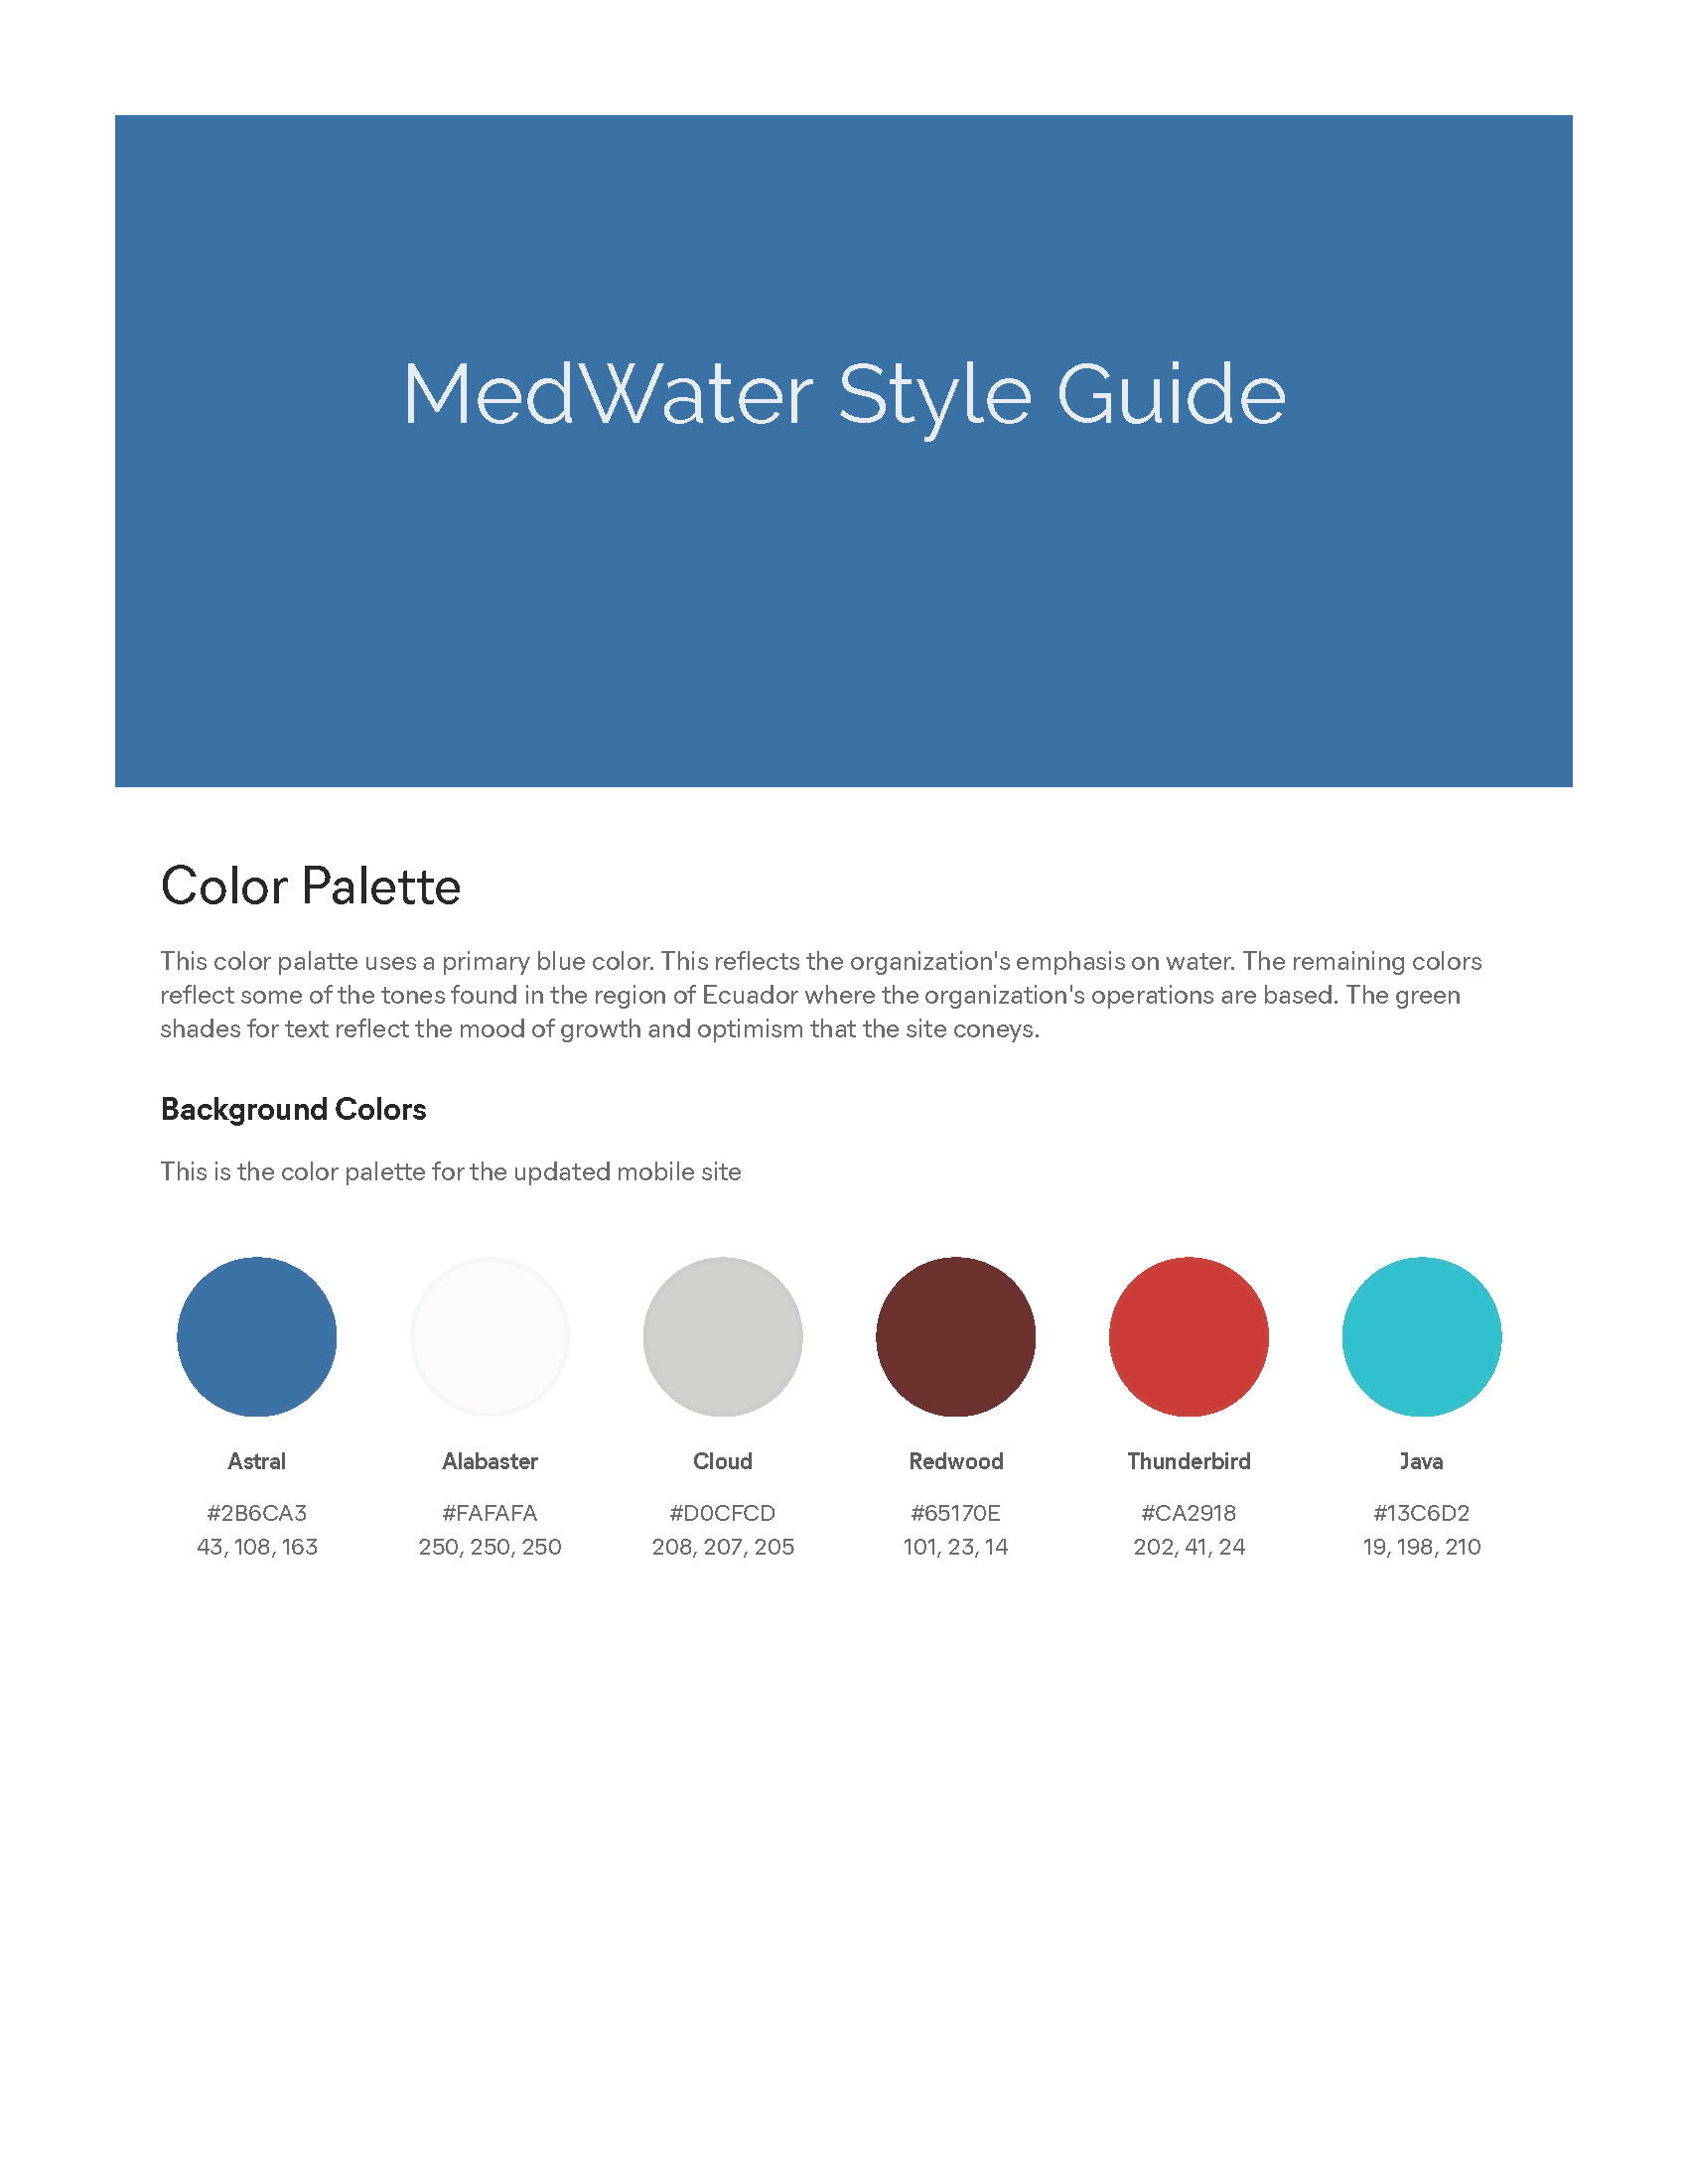 MedWater Style Guide
Color Palette
This color palatte uses a primary blue color. This reflects the organization's emphasis on water. The remaining colors
reflect some of the tones found in the region of Ecuador where the organization's operations are based. The green
shades for text reflect the mood of growth and optimism that the site coneys.
Background Colors
This is the color palette for the updated mobile site
Astral Alabaster Cloud Redwood Thunderbird Java
#2B6CA3 #FAFAFA #D0CFCD #65170E #CA2918 #13C6D2
43, 108, 163 250, 250, 250 208, 207, 205 101, 23, 14 202, 41, 24 19, 198, 210